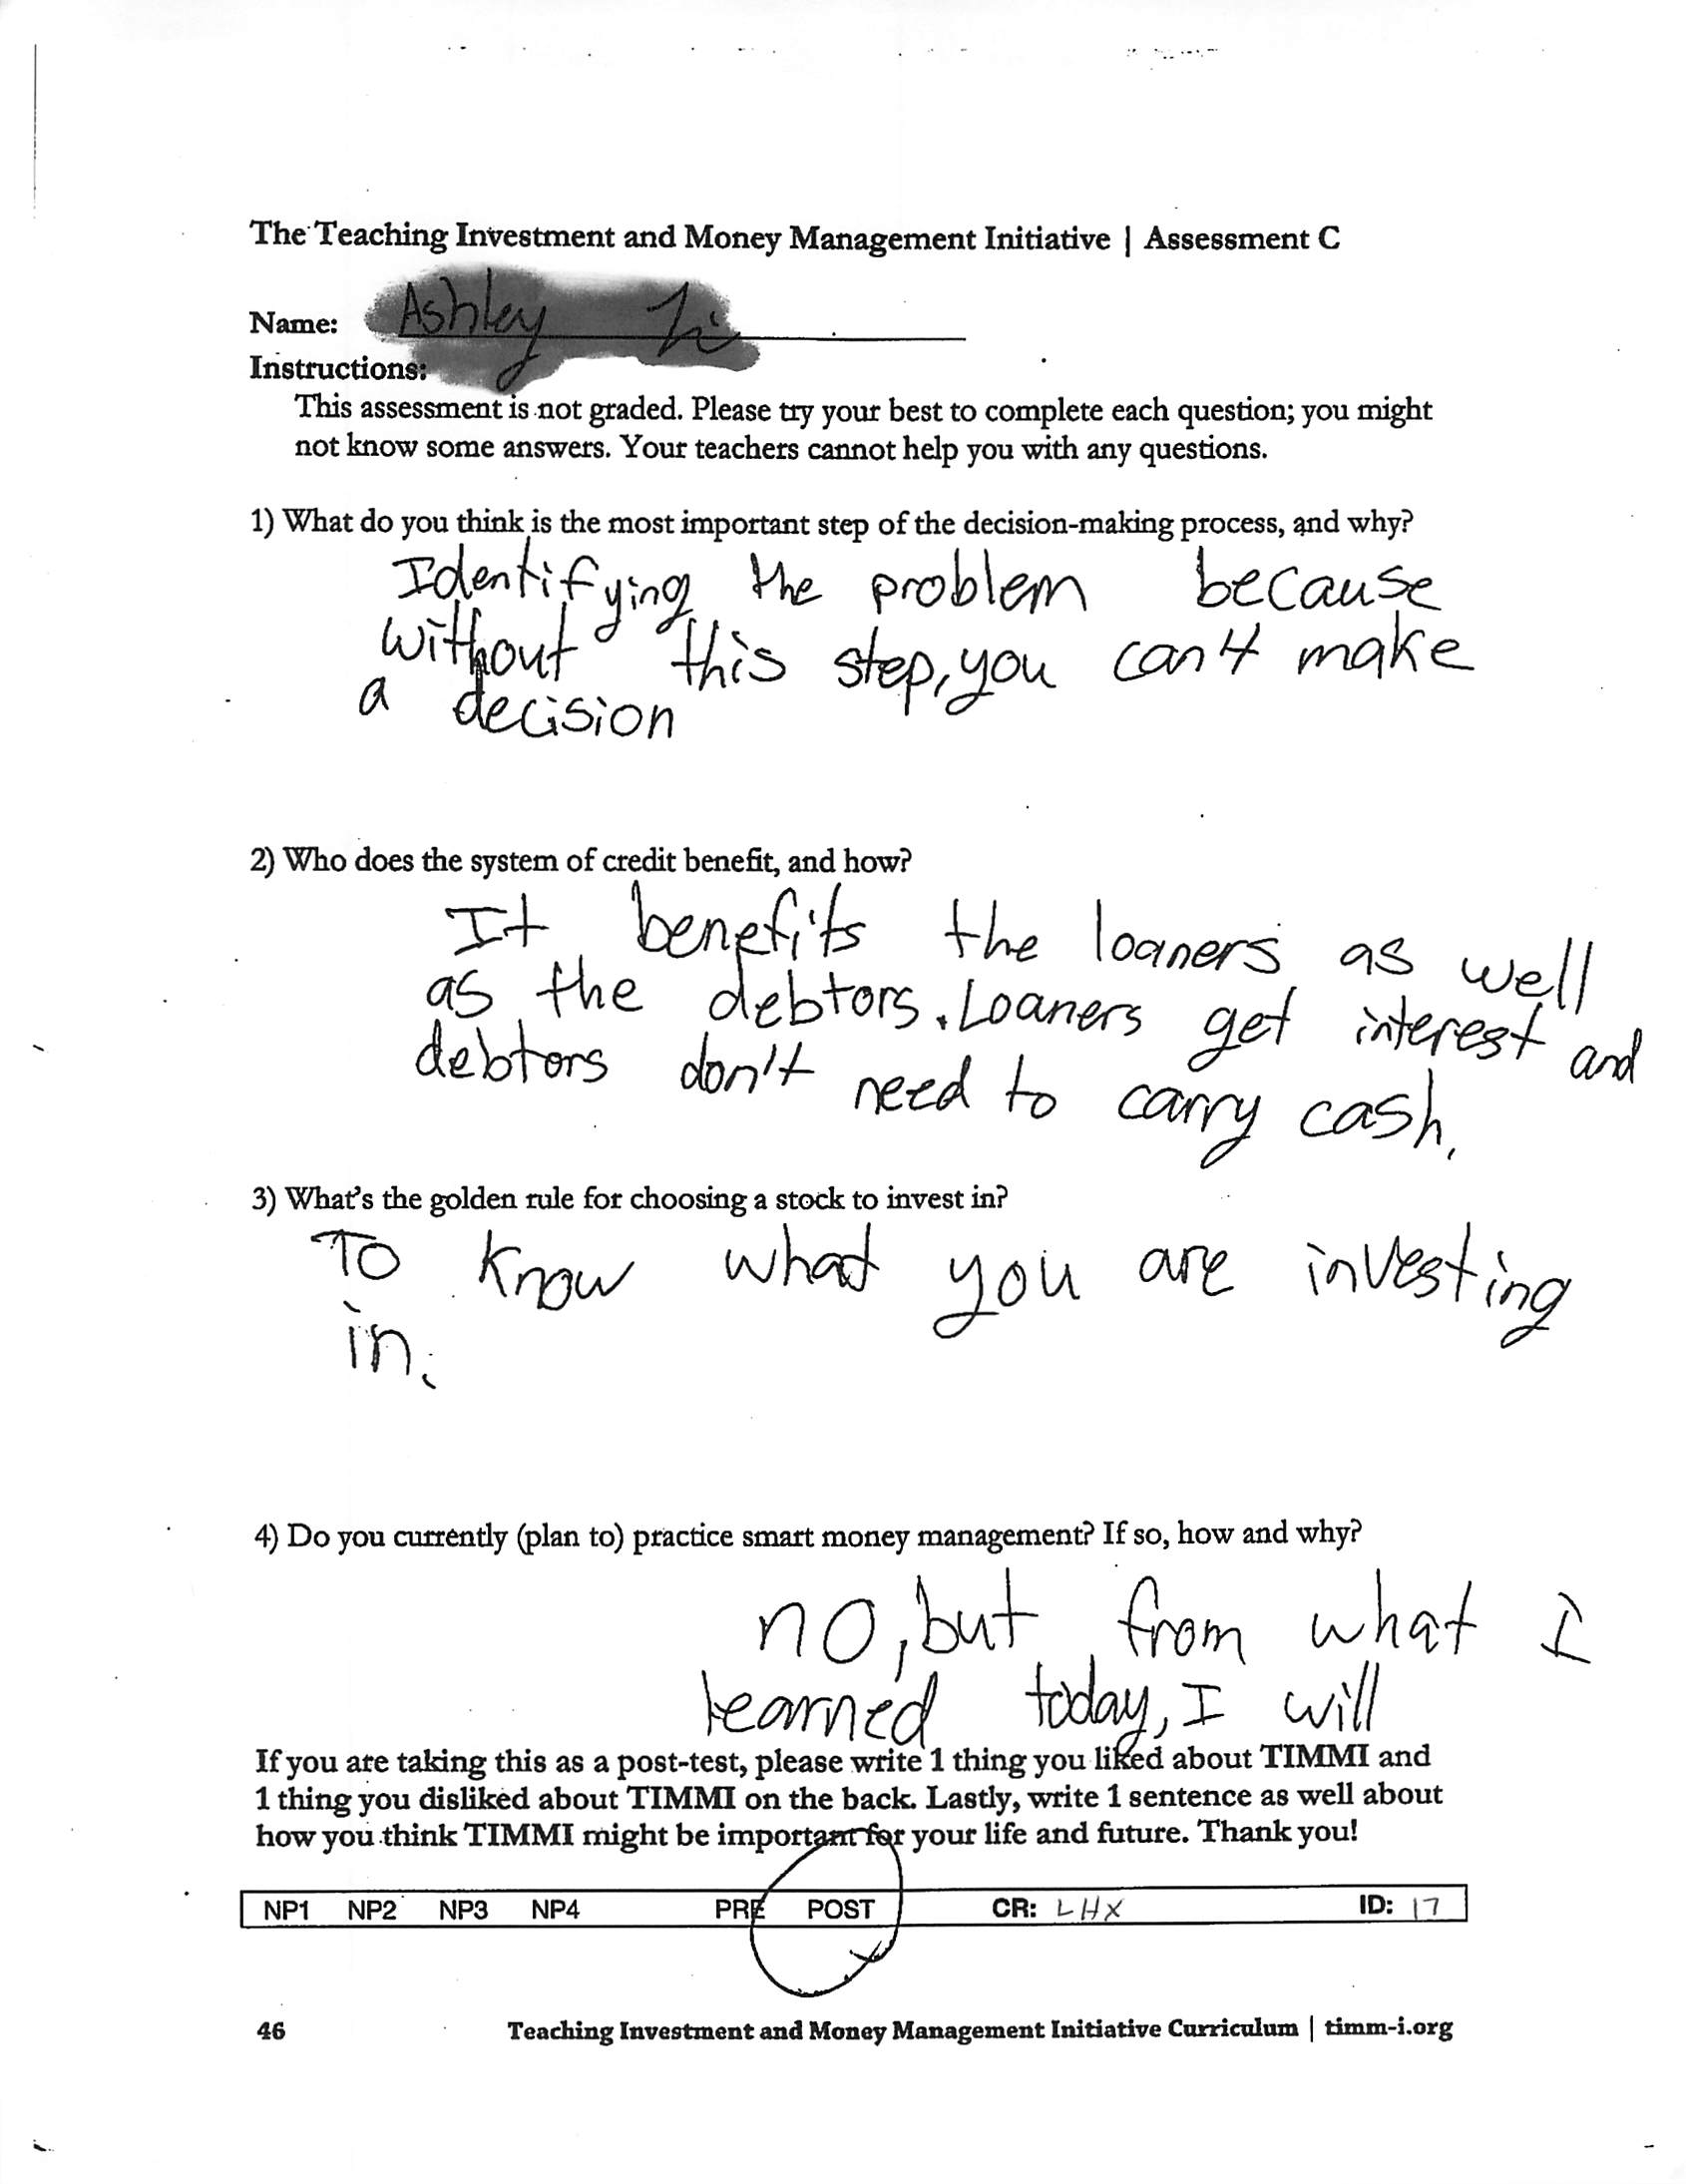 The Teaching Investment and Money Management Initiative | Assessment C
Name: Ashley
Instructions:
This assessment is not graded. Please try your best to complete each question; you might
not know some answers. Your teachers cannot help you with any questions.
1) What do you think is the most important step of the decision-making process, and why?
Identifying the problem because
without this step, you can't make
a decision
2) Who does the system of credit benefit, and how?
It benefits the loaners as well
as the debtors. Loaners get interest and
debtors don't need to carry cash.
3) What's the golden rule for choosing a stock to invest in?
To know what you are investing
in.
4) Do you currently (plan to) practice smart money management? If so, how and why?
no, but from what I
learned today, I will
If you are taking this as a post-test, please write 1 thing you liked about TIMMI and
1 thing you disliked about TIMMI on the back. Lastly, write 1 sentence as well about
how you think TIMMI might be important for your life and future. Thank you!
NP1 NP2 NP3 NP4 PRE POST CR: LHX ID: 17
46 Teaching Investment and Money Management Initiative Curriculum | timm-i.org